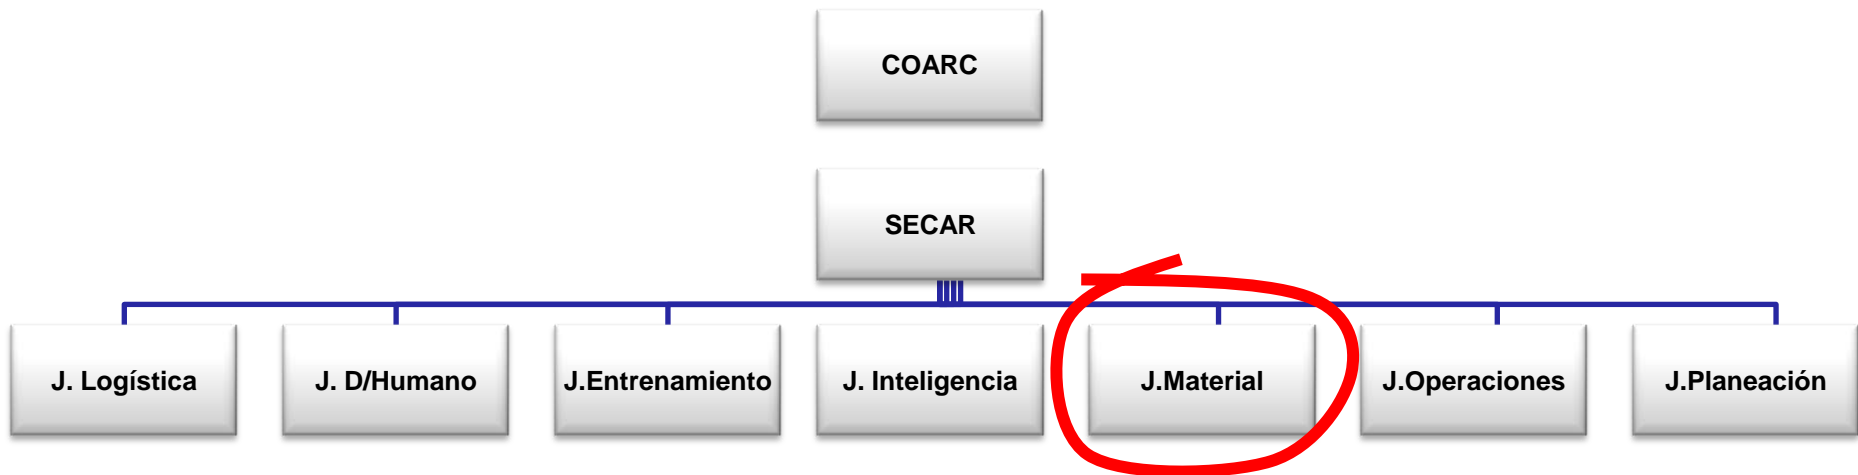 COARC
SECAR
J. Logística
J. D/Humano
J.Entrenamiento
J. Inteligencia
J.Material
J.Operaciones
J.Planeación